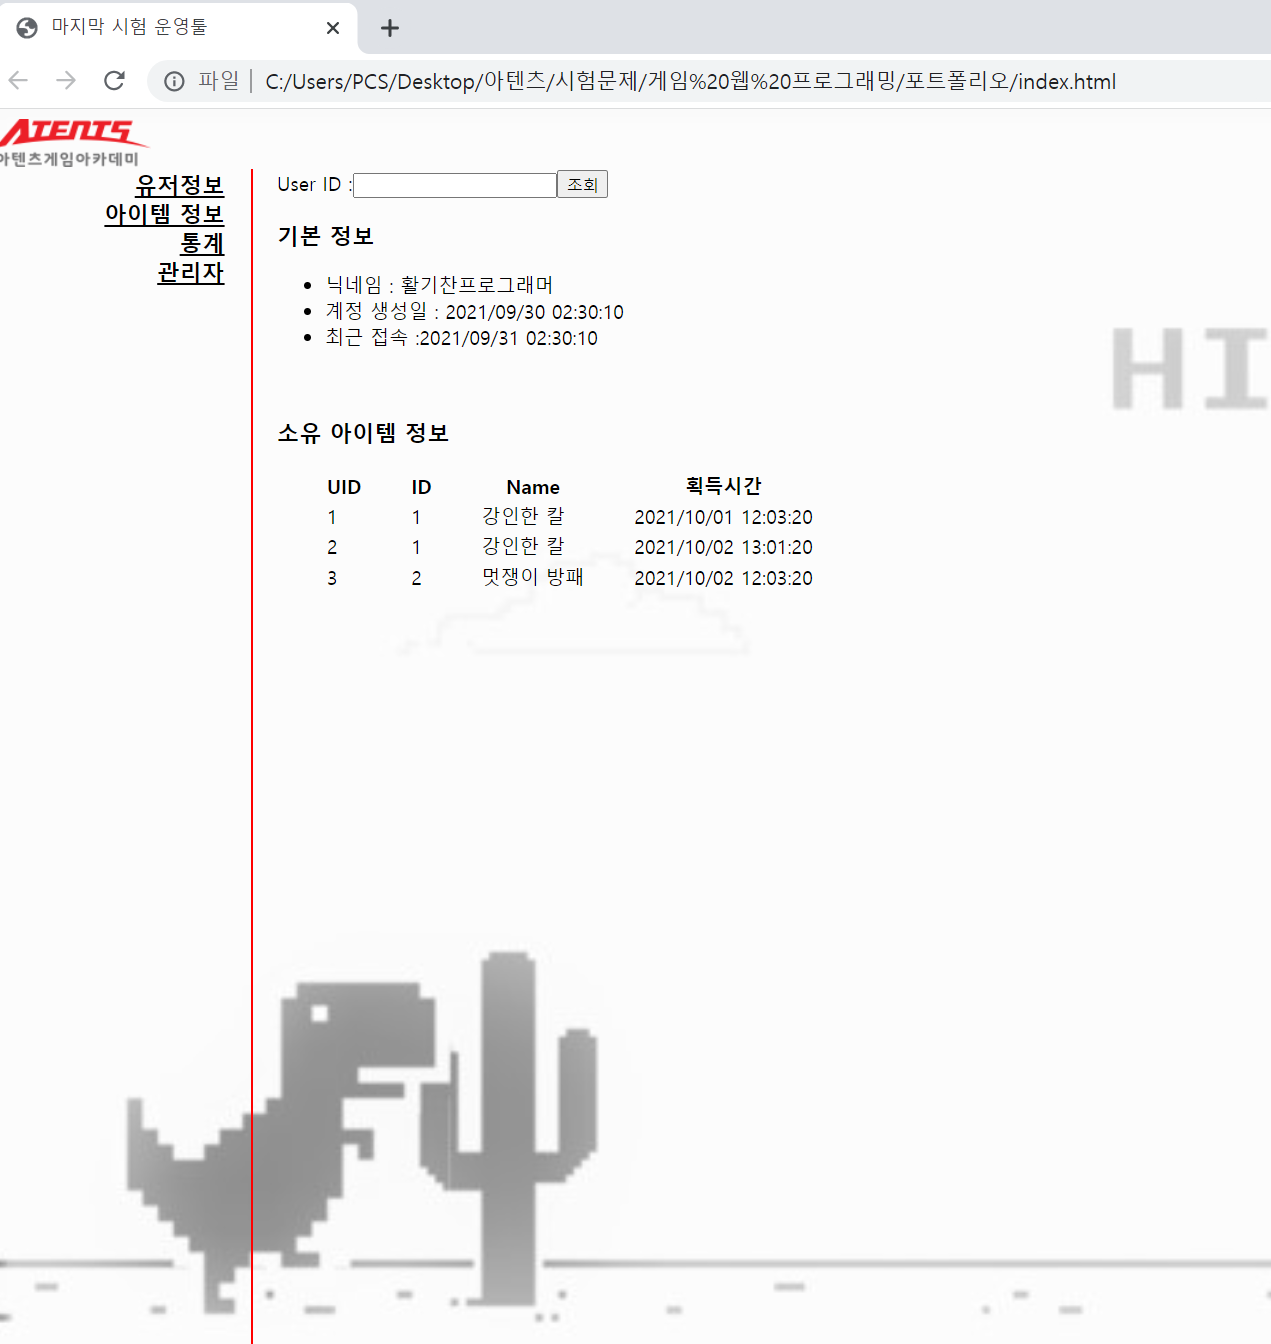 마지막 시험 운영툴
파일 C:/Users/PCS/Desktop/아텐츠/시험문제/게임%20웹%20프로그래밍/포트폴리오/index.html
ATENTS
아텐츠게임아카데미
유저정보
아이템 정보
통계
관리자
User ID : 조회
기본 정보
닉네임 : 활기찬프로그래머
계정 생성일 : 2021/09/30 02:30:10
최근 접속 :2021/09/31 02:30:10
HI
소유 아이템 정보
UID ID Name 획득시간
1 1 강인한 칼 2021/10/01 12:03:20
2 1 강인한 칼 2021/10/02 13:01:20
3 2 멋쟁이 방패 2021/10/02 12:03:20